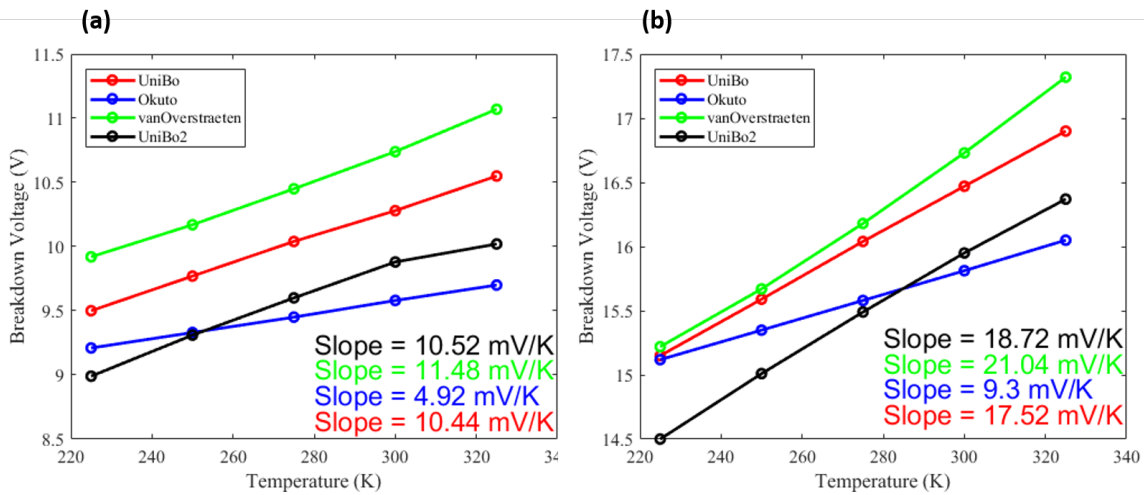 (a)
11.5
11
10.5
10
9.5
9
8.5
220
240
260
280
300
320
34
Breakdown Voltage (V)
Temperature (K)
UniBo
Okuto
vanOverstraeten
UniBo2
Slope = 10.52 mV/K
Slope = 11.48 mV/K
Slope = 4.92 mV/K
Slope = 10.44 mV/K
(b)
17.5
17
16.5
16
15.5
15
14.5
220
240
260
280
300
320
340
Breakdown Voltage (V)
Temperature (K)
UniBo
Okuto
vanOverstraeten
UniBo2
Slope = 18.72 mV/K
Slope = 21.04 mV/K
Slope = 9.3 mV/K
Slope = 17.52 mV/K